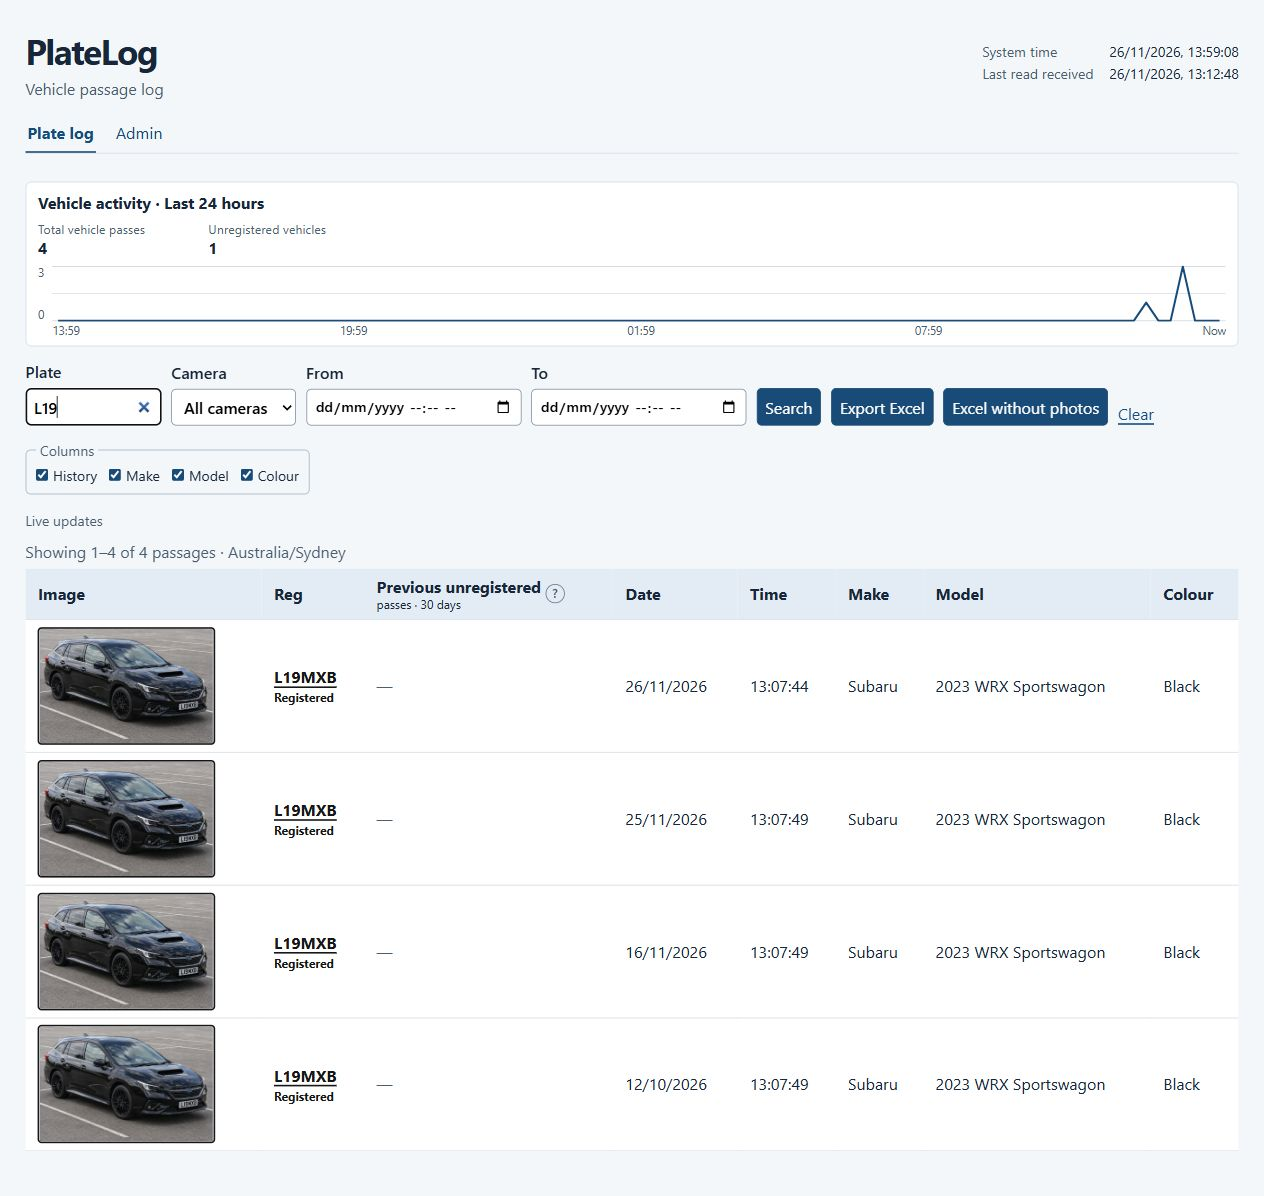 PlateLog
Vehicle passage log
System time 26/11/2026, 13:59:08
Last read received 26/11/2026, 13:12:48
Plate log Admin
Vehicle activity · Last 24 hours
Total vehicle passes Unregistered vehicles
4 1
3
0
13:59 19:59 01:59 07:59 Now
Plate Camera From To
L19 All cameras dd/mm/yyyy --:-- -- dd/mm/yyyy --:-- -- Search Export Excel Excel without photos Clear
Columns
History Make Model Colour
Live updates
Showing 1–4 of 4 passages · Australia/Sydney
Image Reg Previous unregistered ? Date Time Make Model Colour
passes · 30 days
L19MXB
Registered
— 26/11/2026 13:07:44 Subaru 2023 WRX Sportswagon Black
L19MXB
L19MXB
Registered
— 25/11/2026 13:07:49 Subaru 2023 WRX Sportswagon Black
L19MXB
L19MXB
Registered
— 16/11/2026 13:07:49 Subaru 2023 WRX Sportswagon Black
L19MXB
L19MXB
Registered
— 12/10/2026 13:07:49 Subaru 2023 WRX Sportswagon Black
L19MXB